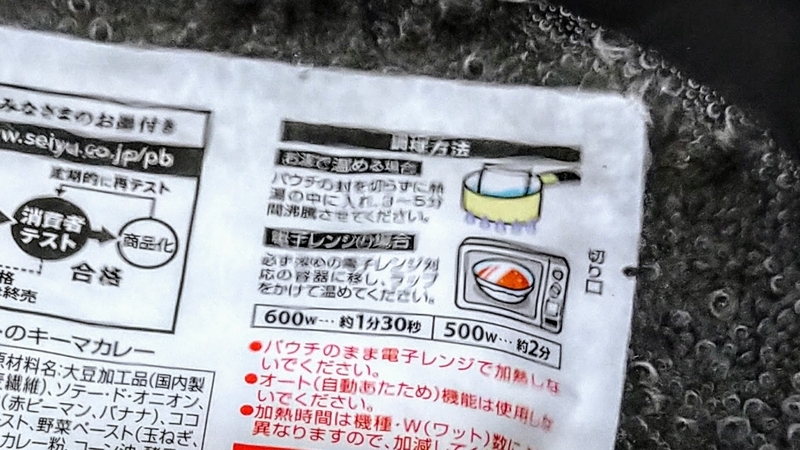 みなさまのお墨付き
w.seiyu.co.jp/pb
定期的に再テスト
消費者
テスト
商品化
合格
格
終売
のキーマカレー
原材料名:大豆加工品(国内製
繊維)、ソテー・ド・オニオン、
(赤ピーマン、バナナ)、ココ
スト、野菜ペースト(玉ねぎ、
カレー粉、コーン油、
調理方法
お湯で温める場合
パウチの封を切らずに熱
湯の中に入れ、3〜5分
間沸騰させてください。
電子レンジの場合
必ず深めの電子レンジ対
応の容器に移し、ラップ
をかけて温めてください。
600w…約1分30秒
500w…約2分
切り口
●パウチのまま電子レンジで加熱しな
いでください。
●オート(自動あたため)機能は使用しな
いでください。
●加熱時間は機種・W(ワット)数に
異なりますので、加減して